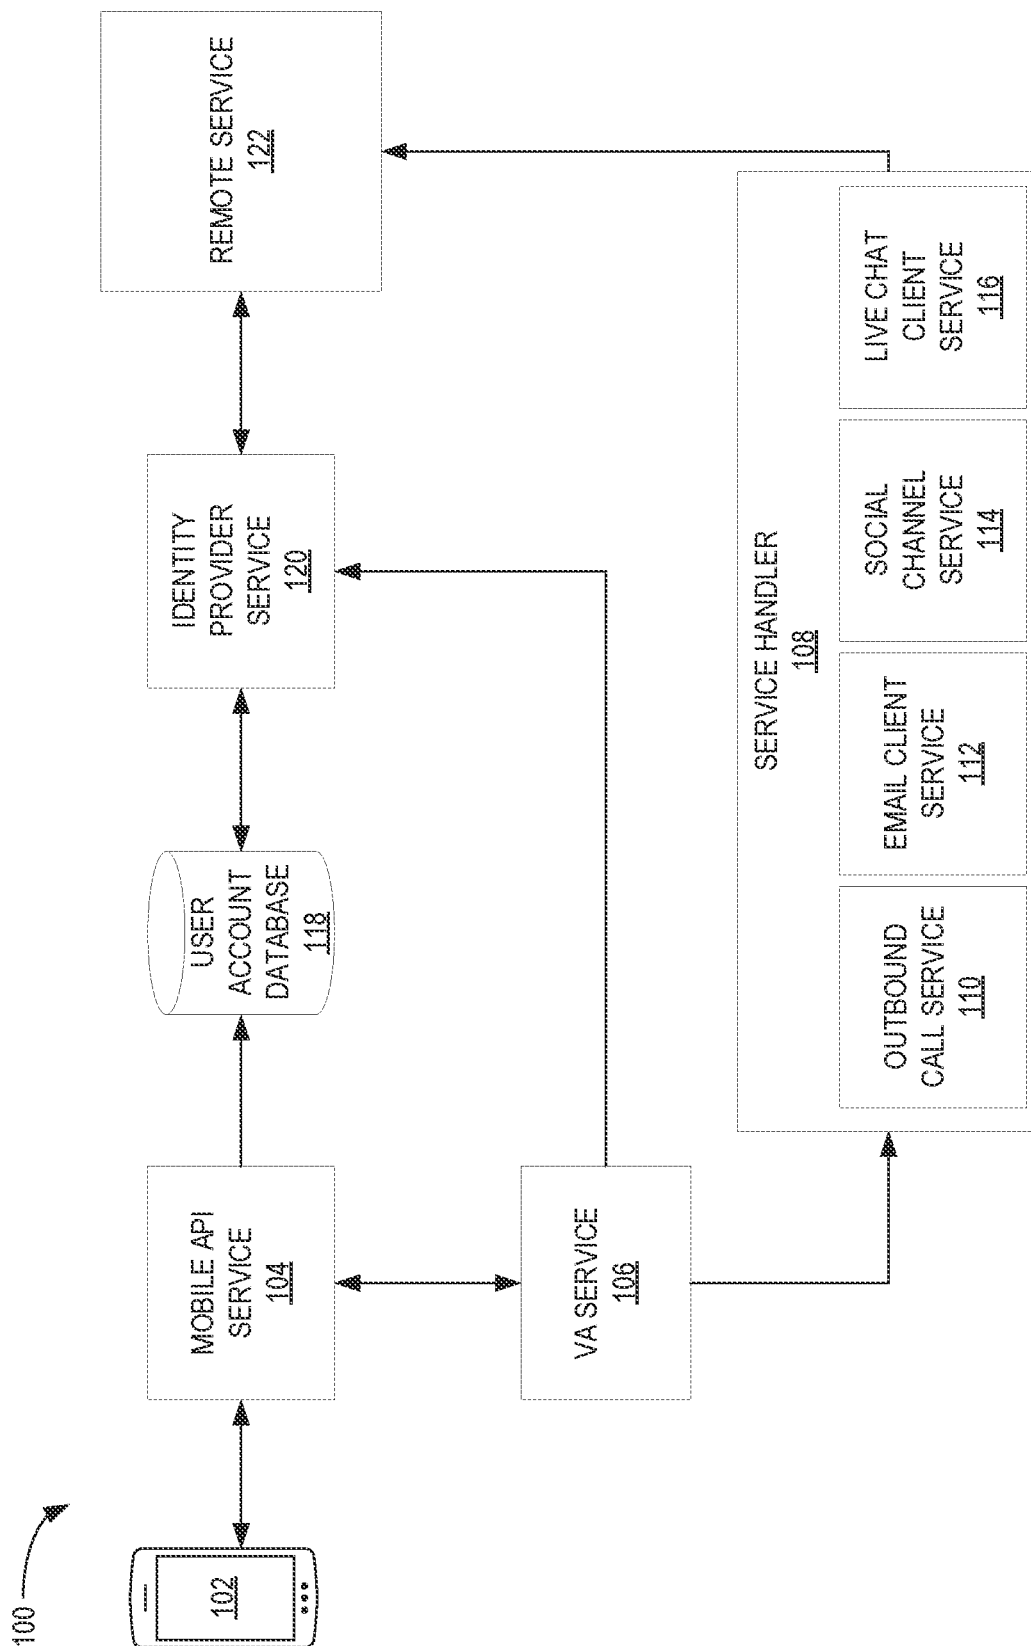 100
102
MOBILE API
SERVICE
104
USER
ACCOUNT
DATABASE
118
IDENTITY
PROVIDER
SERVICE
120
REMOTE SERVICE
122
VA SERVICE
106
SERVICE HANDLER
108
OUTBOUND
CALL SERVICE
110
EMAIL CLIENT
SERVICE
112
SOCIAL
CHANNEL
SERVICE
114
LIVE CHAT
CLIENT
SERVICE
116